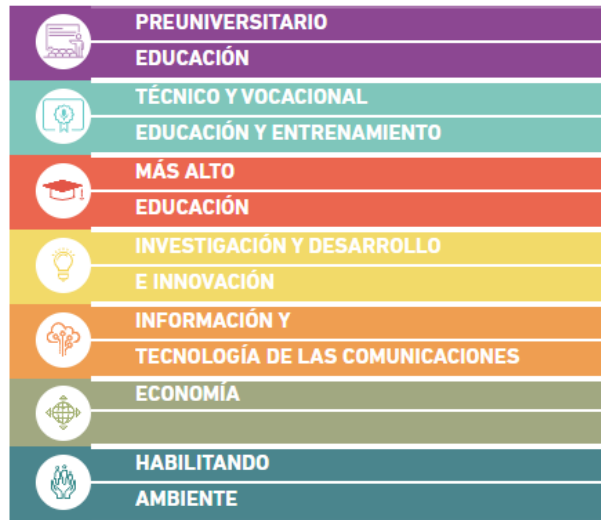 PREUNIVERSITARIO
EDUCACIÓN
TÉCNICO Y VOCACIONAL
EDUCACIÓN Y ENTRENAMIENTO
MÁS ALTO
EDUCACIÓN
INVESTIGACIÓN Y DESARROLLO
E INNOVACIÓN
INFORMACIÓN Y
TECNOLOGÍA DE LAS COMUNICACIONES
ECONOMÍA
HABILITANDO
AMBIENTE